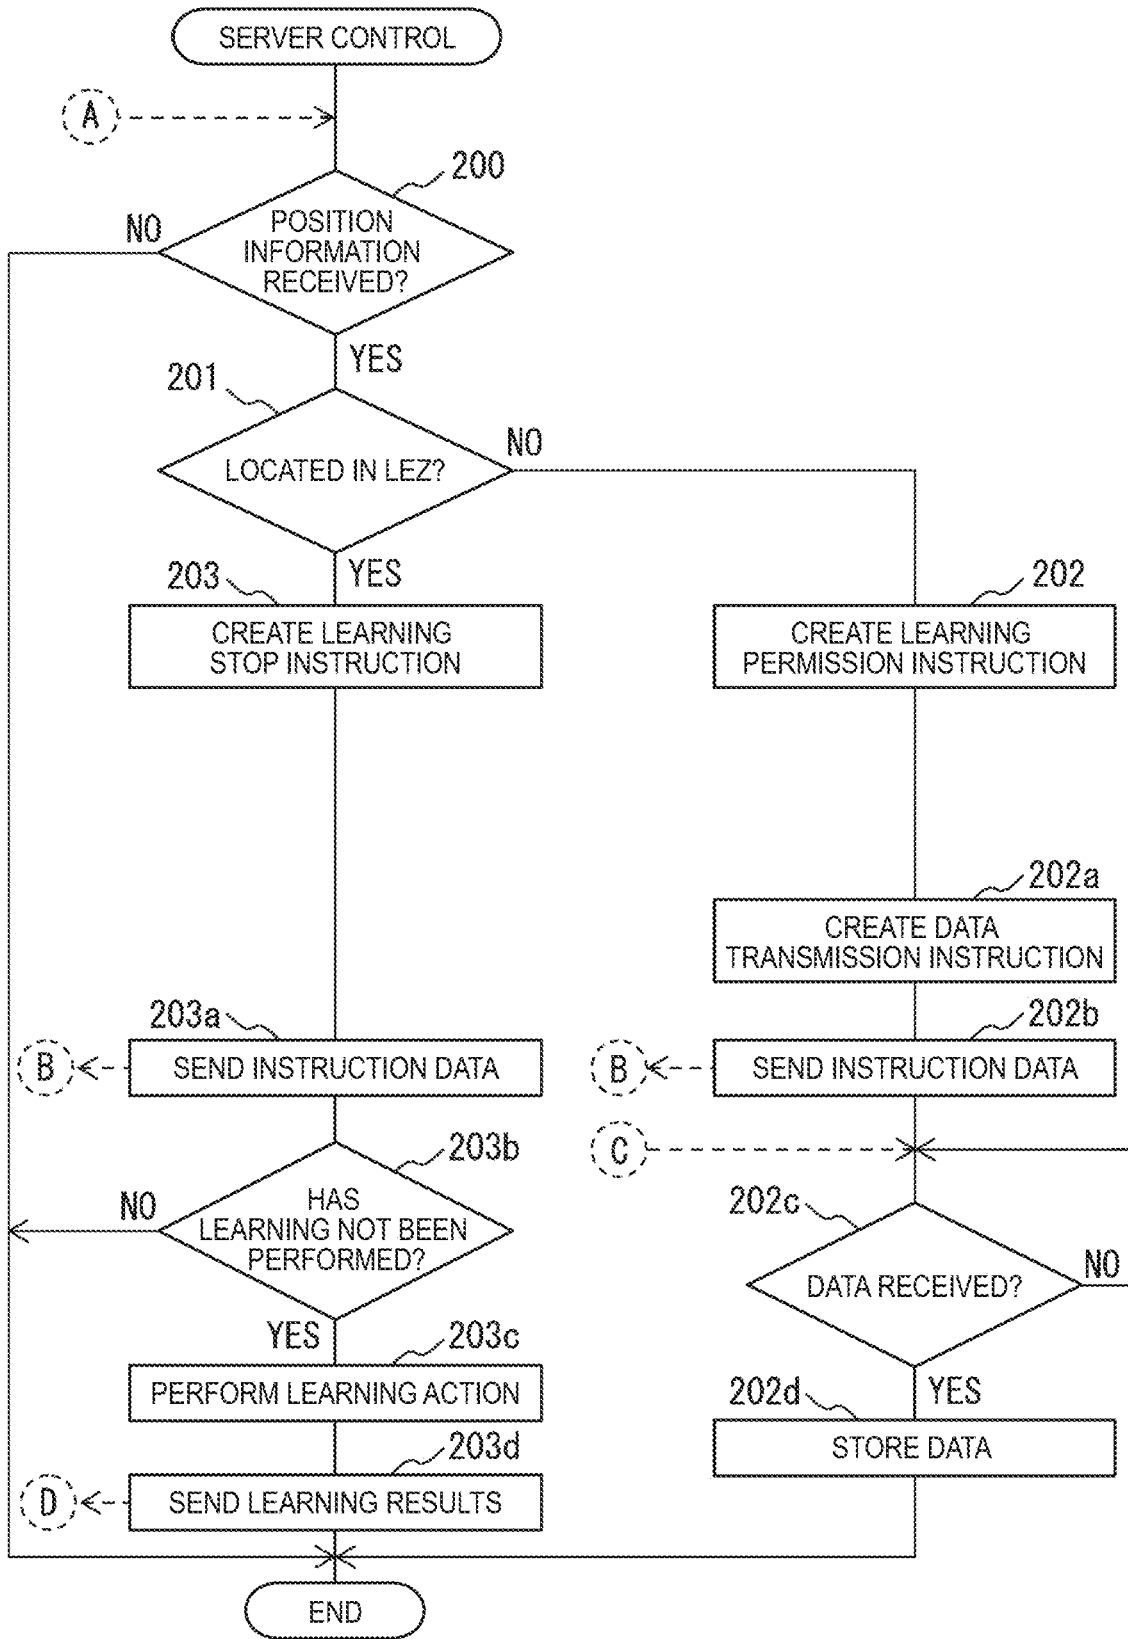 SERVER CONTROL
A
200
POSITION
INFORMATION
RECEIVED?
NO
YES
201
LOCATED IN LEZ?
NO
YES
203
CREATE LEARNING
STOP INSTRUCTION
202
CREATE LEARNING
PERMISSION INSTRUCTION
202a
CREATE DATA
TRANSMISSION INSTRUCTION
203a
SEND INSTRUCTION DATA
B
202b
SEND INSTRUCTION DATA
B
C
203b
HAS
LEARNING NOT BEEN
PERFORMED?
NO
YES
202c
DATA RECEIVED?
NO
YES
203c
PERFORM LEARNING ACTION
202d
STORE DATA
203d
SEND LEARNING RESULTS
D
END